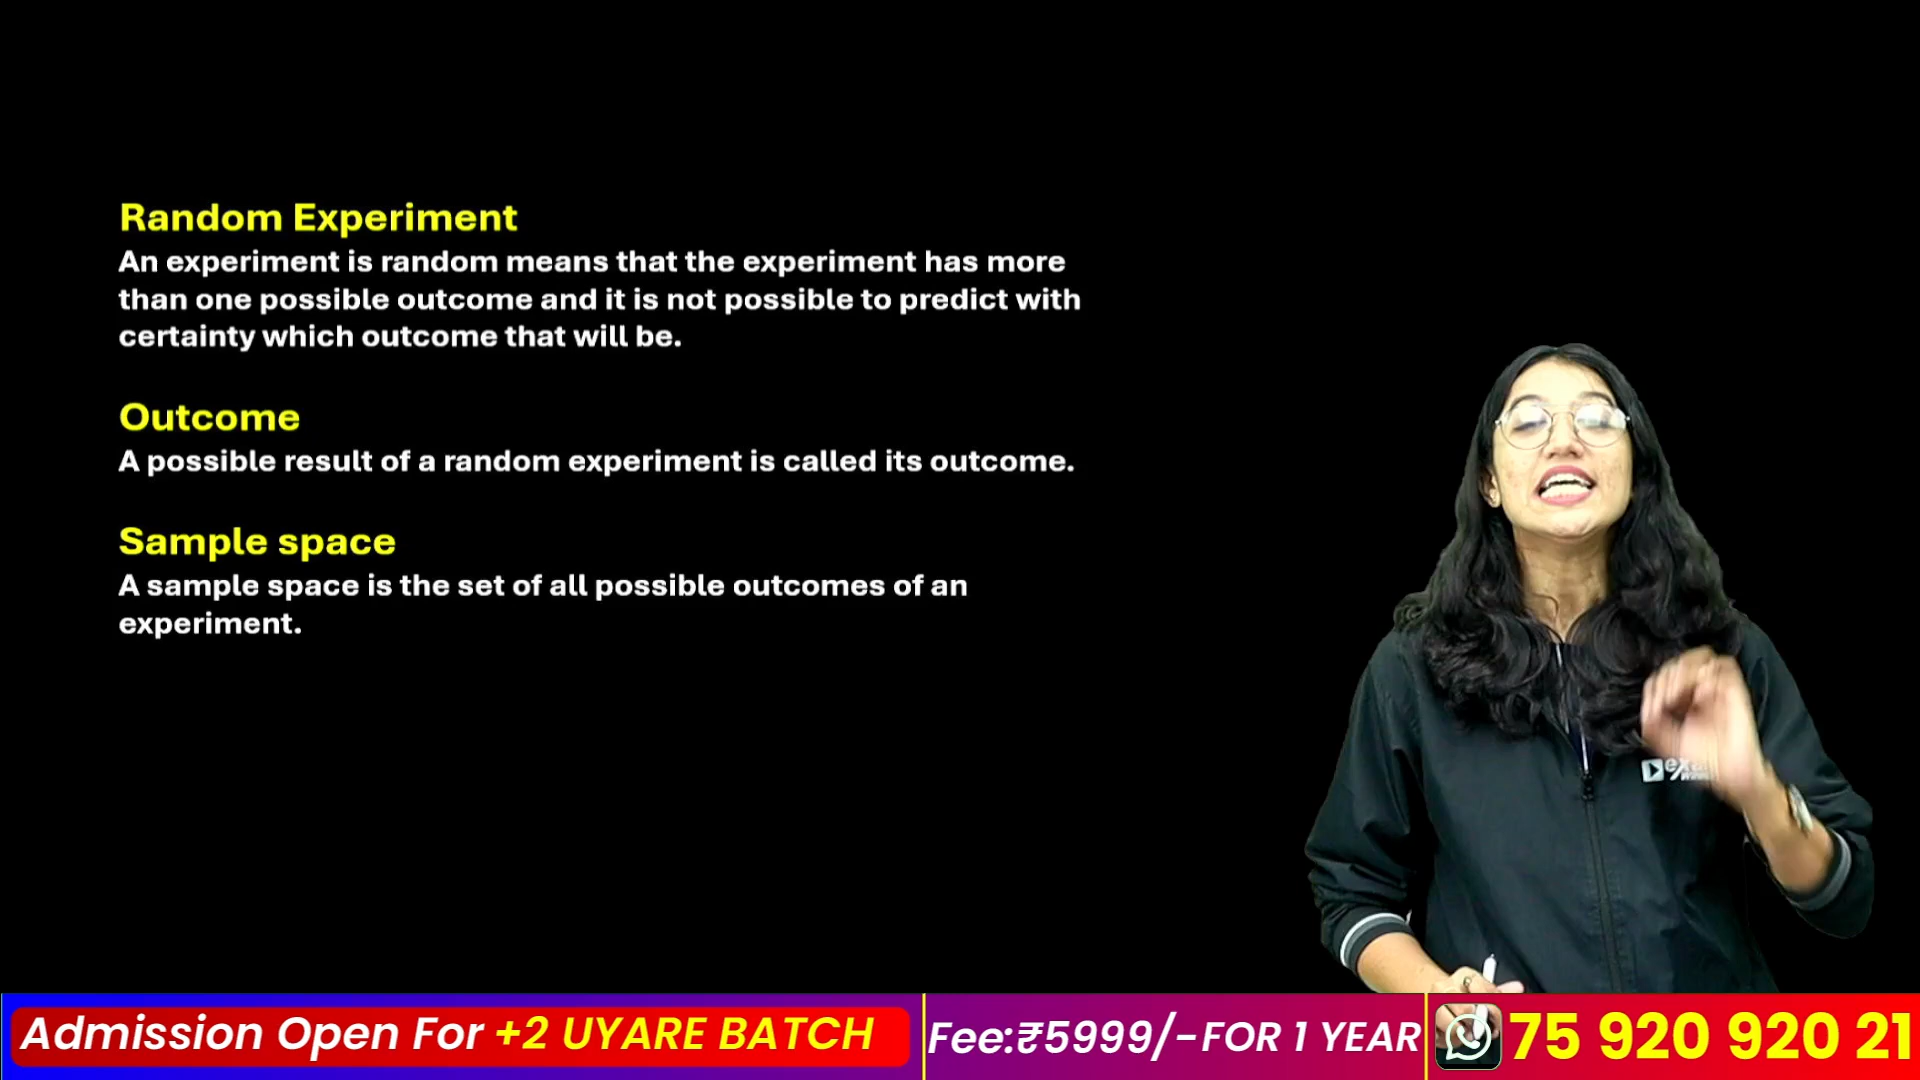 Random Experiment
An experiment is random means that the experiment has more
than one possible outcome and it is not possible to predict with
certainty which outcome that will be.
Outcome
A possible result of a random experiment is called its outcome.
Sample space
A sample space is the set of all possible outcomes of an
experiment.
Admission Open For +2 UYARE BATCH
Fee:₹5999/-FOR 1 YEAR
75 920 920 21